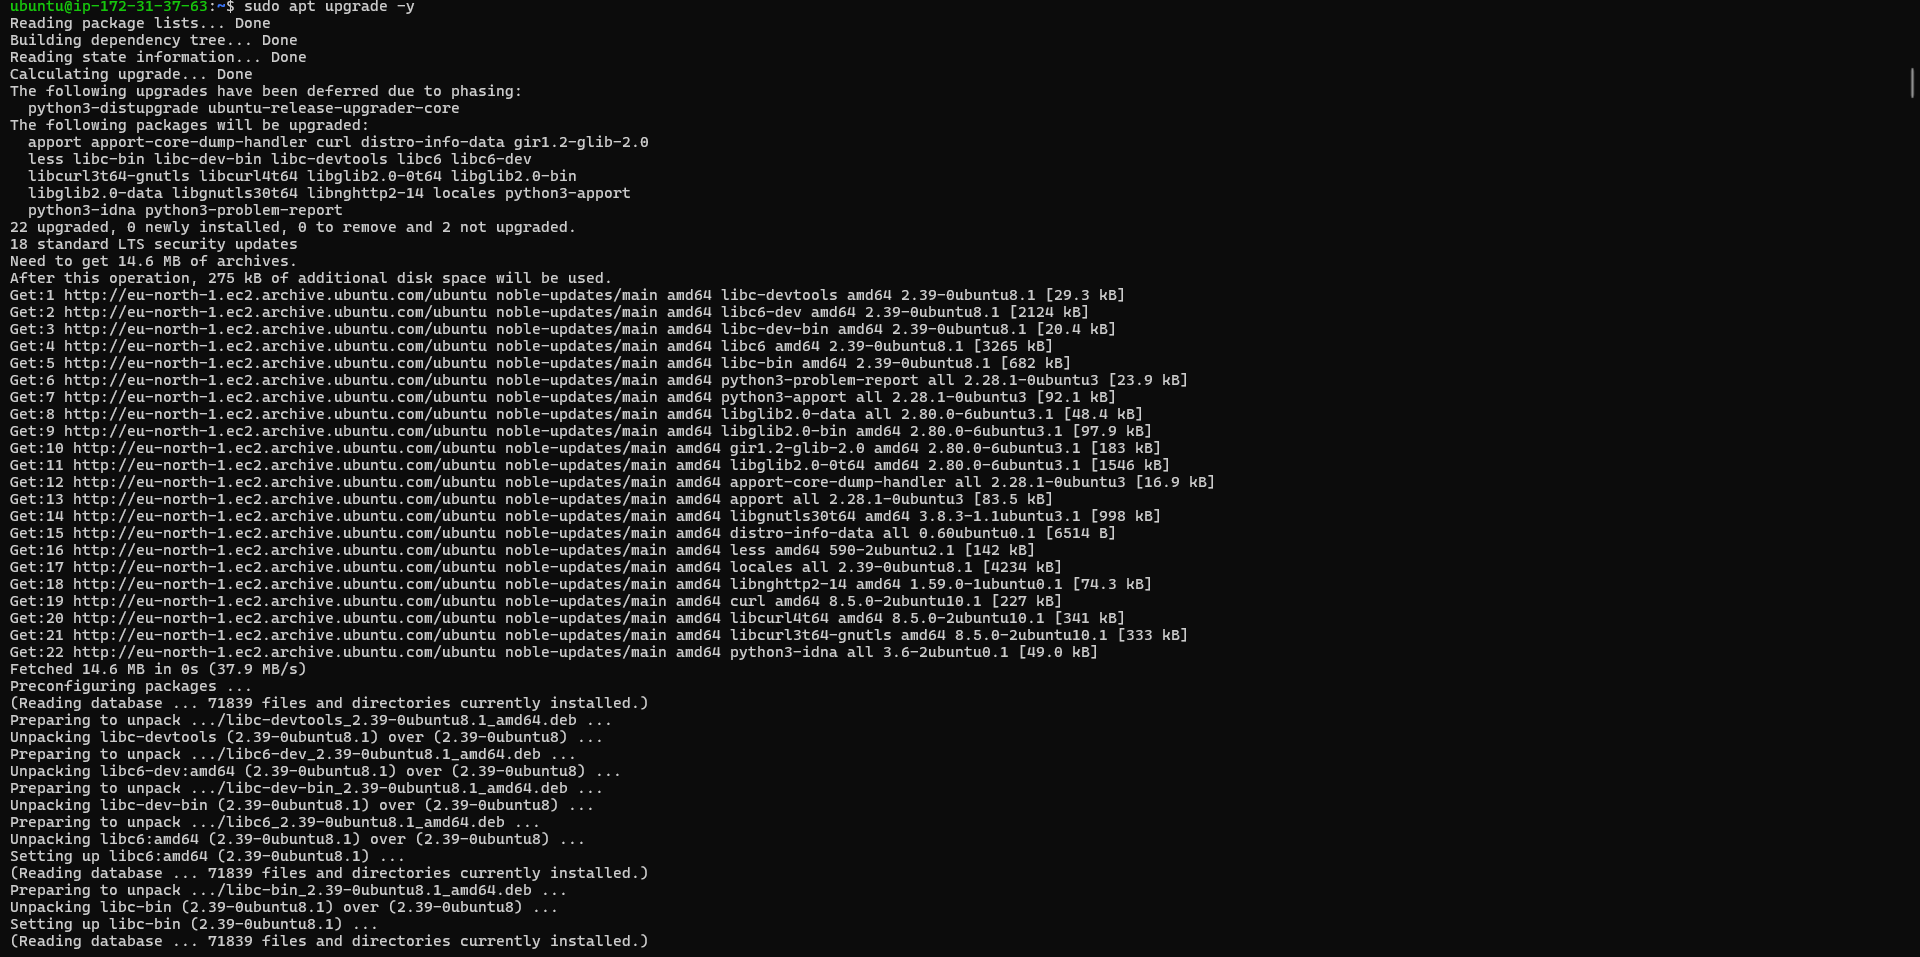 ubuntu@ip-172-31-37-63:~$ sudo apt upgrade -y
Reading package lists... Done
Building dependency tree... Done
Reading state information... Done
Calculating upgrade... Done
The following upgrades have been deferred due to phasing:
  python3-distupgrade ubuntu-release-upgrader-core
The following packages will be upgraded:
  apport apport-core-dump-handler curl distro-info-data gir1.2-glib-2.0
  less libc-bin libc-dev-bin libc-devtools libc6 libc6-dev
  libcurl3t64-gnutls libcurl4t64 libglib2.0-0t64 libglib2.0-bin
  libglib2.0-data libgnutls30t64 libnghttp2-14 locales python3-apport
  python3-idna python3-problem-report
22 upgraded, 0 newly installed, 0 to remove and 2 not upgraded.
18 standard LTS security updates
Need to get 14.6 MB of archives.
After this operation, 275 kB of additional disk space will be used.
Get:1 http://eu-north-1.ec2.archive.ubuntu.com/ubuntu noble-updates/main amd64 libc-devtools amd64 2.39-0ubuntu8.1 [29.3 kB]
Get:2 http://eu-north-1.ec2.archive.ubuntu.com/ubuntu noble-updates/main amd64 libc6-dev amd64 2.39-0ubuntu8.1 [2124 kB]
Get:3 http://eu-north-1.ec2.archive.ubuntu.com/ubuntu noble-updates/main amd64 libc-dev-bin amd64 2.39-0ubuntu8.1 [20.4 kB]
Get:4 http://eu-north-1.ec2.archive.ubuntu.com/ubuntu noble-updates/main amd64 libc6 amd64 2.39-0ubuntu8.1 [3265 kB]
Get:5 http://eu-north-1.ec2.archive.ubuntu.com/ubuntu noble-updates/main amd64 libc-bin amd64 2.39-0ubuntu8.1 [682 kB]
Get:6 http://eu-north-1.ec2.archive.ubuntu.com/ubuntu noble-updates/main amd64 python3-problem-report all 2.28.1-0ubuntu3 [23.9 kB]
Get:7 http://eu-north-1.ec2.archive.ubuntu.com/ubuntu noble-updates/main amd64 python3-apport all 2.28.1-0ubuntu3 [92.1 kB]
Get:8 http://eu-north-1.ec2.archive.ubuntu.com/ubuntu noble-updates/main amd64 libglib2.0-data all 2.80.0-6ubuntu3.1 [48.4 kB]
Get:9 http://eu-north-1.ec2.archive.ubuntu.com/ubuntu noble-updates/main amd64 libglib2.0-bin amd64 2.80.0-6ubuntu3.1 [97.9 kB]
Get:10 http://eu-north-1.ec2.archive.ubuntu.com/ubuntu noble-updates/main amd64 gir1.2-glib-2.0 amd64 2.80.0-6ubuntu3.1 [183 kB]
Get:11 http://eu-north-1.ec2.archive.ubuntu.com/ubuntu noble-updates/main amd64 libglib2.0-0t64 amd64 2.80.0-6ubuntu3.1 [1546 kB]
Get:12 http://eu-north-1.ec2.archive.ubuntu.com/ubuntu noble-updates/main amd64 apport-core-dump-handler all 2.28.1-0ubuntu3 [16.9 kB]
Get:13 http://eu-north-1.ec2.archive.ubuntu.com/ubuntu noble-updates/main amd64 apport all 2.28.1-0ubuntu3 [83.5 kB]
Get:14 http://eu-north-1.ec2.archive.ubuntu.com/ubuntu noble-updates/main amd64 libgnutls30t64 amd64 3.8.3-1.1ubuntu3.1 [998 kB]
Get:15 http://eu-north-1.ec2.archive.ubuntu.com/ubuntu noble-updates/main amd64 distro-info-data all 0.60ubuntu0.1 [6514 B]
Get:16 http://eu-north-1.ec2.archive.ubuntu.com/ubuntu noble-updates/main amd64 less amd64 590-2ubuntu2.1 [142 kB]
Get:17 http://eu-north-1.ec2.archive.ubuntu.com/ubuntu noble-updates/main amd64 locales all 2.39-0ubuntu8.1 [4234 kB]
Get:18 http://eu-north-1.ec2.archive.ubuntu.com/ubuntu noble-updates/main amd64 libnghttp2-14 amd64 1.59.0-1ubuntu0.1 [74.3 kB]
Get:19 http://eu-north-1.ec2.archive.ubuntu.com/ubuntu noble-updates/main amd64 curl amd64 8.5.0-2ubuntu10.1 [227 kB]
Get:20 http://eu-north-1.ec2.archive.ubuntu.com/ubuntu noble-updates/main amd64 libcurl4t64 amd64 8.5.0-2ubuntu10.1 [341 kB]
Get:21 http://eu-north-1.ec2.archive.ubuntu.com/ubuntu noble-updates/main amd64 libcurl3t64-gnutls amd64 8.5.0-2ubuntu10.1 [333 kB]
Get:22 http://eu-north-1.ec2.archive.ubuntu.com/ubuntu noble-updates/main amd64 python3-idna all 3.6-2ubuntu0.1 [49.0 kB]
Fetched 14.6 MB in 0s (37.9 MB/s)
Preconfiguring packages ...
(Reading database ... 71839 files and directories currently installed.)
Preparing to unpack .../libc-devtools_2.39-0ubuntu8.1_amd64.deb ...
Unpacking libc-devtools (2.39-0ubuntu8.1) over (2.39-0ubuntu8) ...
Preparing to unpack .../libc6-dev_2.39-0ubuntu8.1_amd64.deb ...
Unpacking libc6-dev:amd64 (2.39-0ubuntu8.1) over (2.39-0ubuntu8) ...
Preparing to unpack .../libc-dev-bin_2.39-0ubuntu8.1_amd64.deb ...
Unpacking libc-dev-bin (2.39-0ubuntu8.1) over (2.39-0ubuntu8) ...
Preparing to unpack .../libc6_2.39-0ubuntu8.1_amd64.deb ...
Unpacking libc6:amd64 (2.39-0ubuntu8.1) over (2.39-0ubuntu8) ...
Setting up libc6:amd64 (2.39-0ubuntu8.1) ...
(Reading database ... 71839 files and directories currently installed.)
Preparing to unpack .../libc-bin_2.39-0ubuntu8.1_amd64.deb ...
Unpacking libc-bin (2.39-0ubuntu8.1) over (2.39-0ubuntu8) ...
Setting up libc-bin (2.39-0ubuntu8.1) ...
(Reading database ... 71839 files and directories currently installed.)